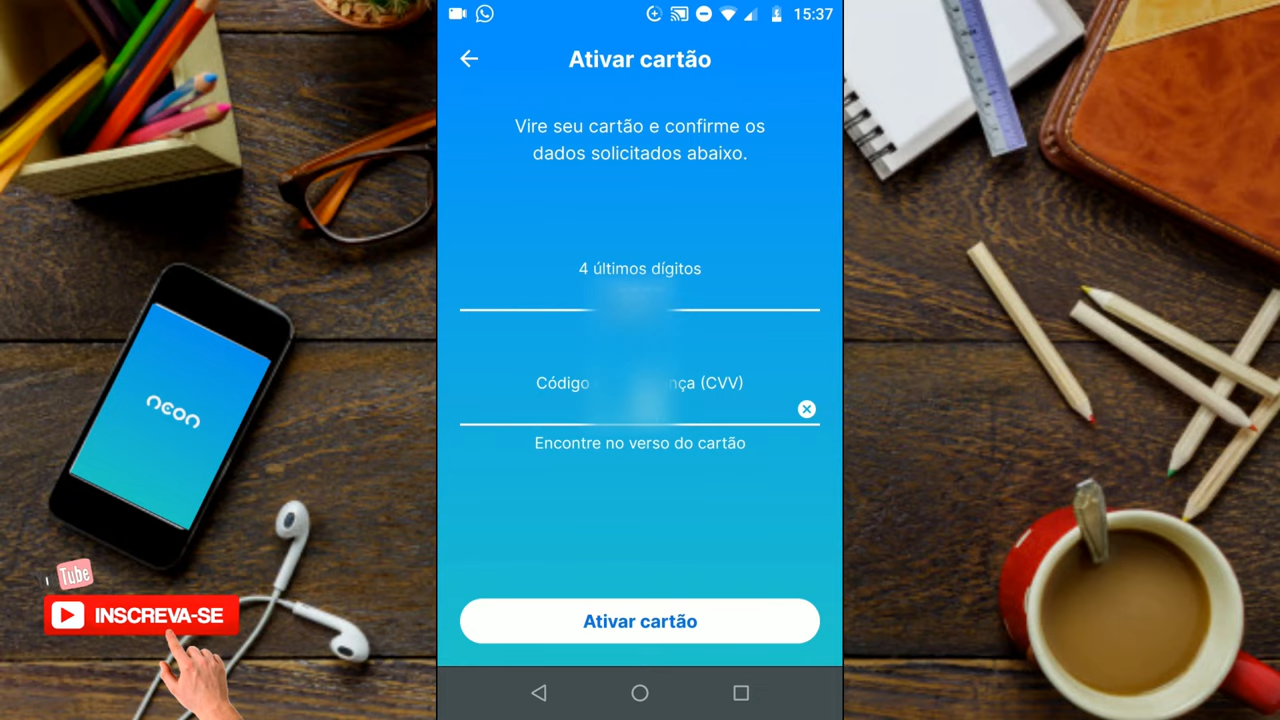 15:37
Ativar cartão
Vire seu cartão e confirme os
dados solicitados abaixo.
4 últimos dígitos
Código
(CVV)
Encontre no verso do cartão
Ativar cartão
neon
Tube
INSCREVA-SE